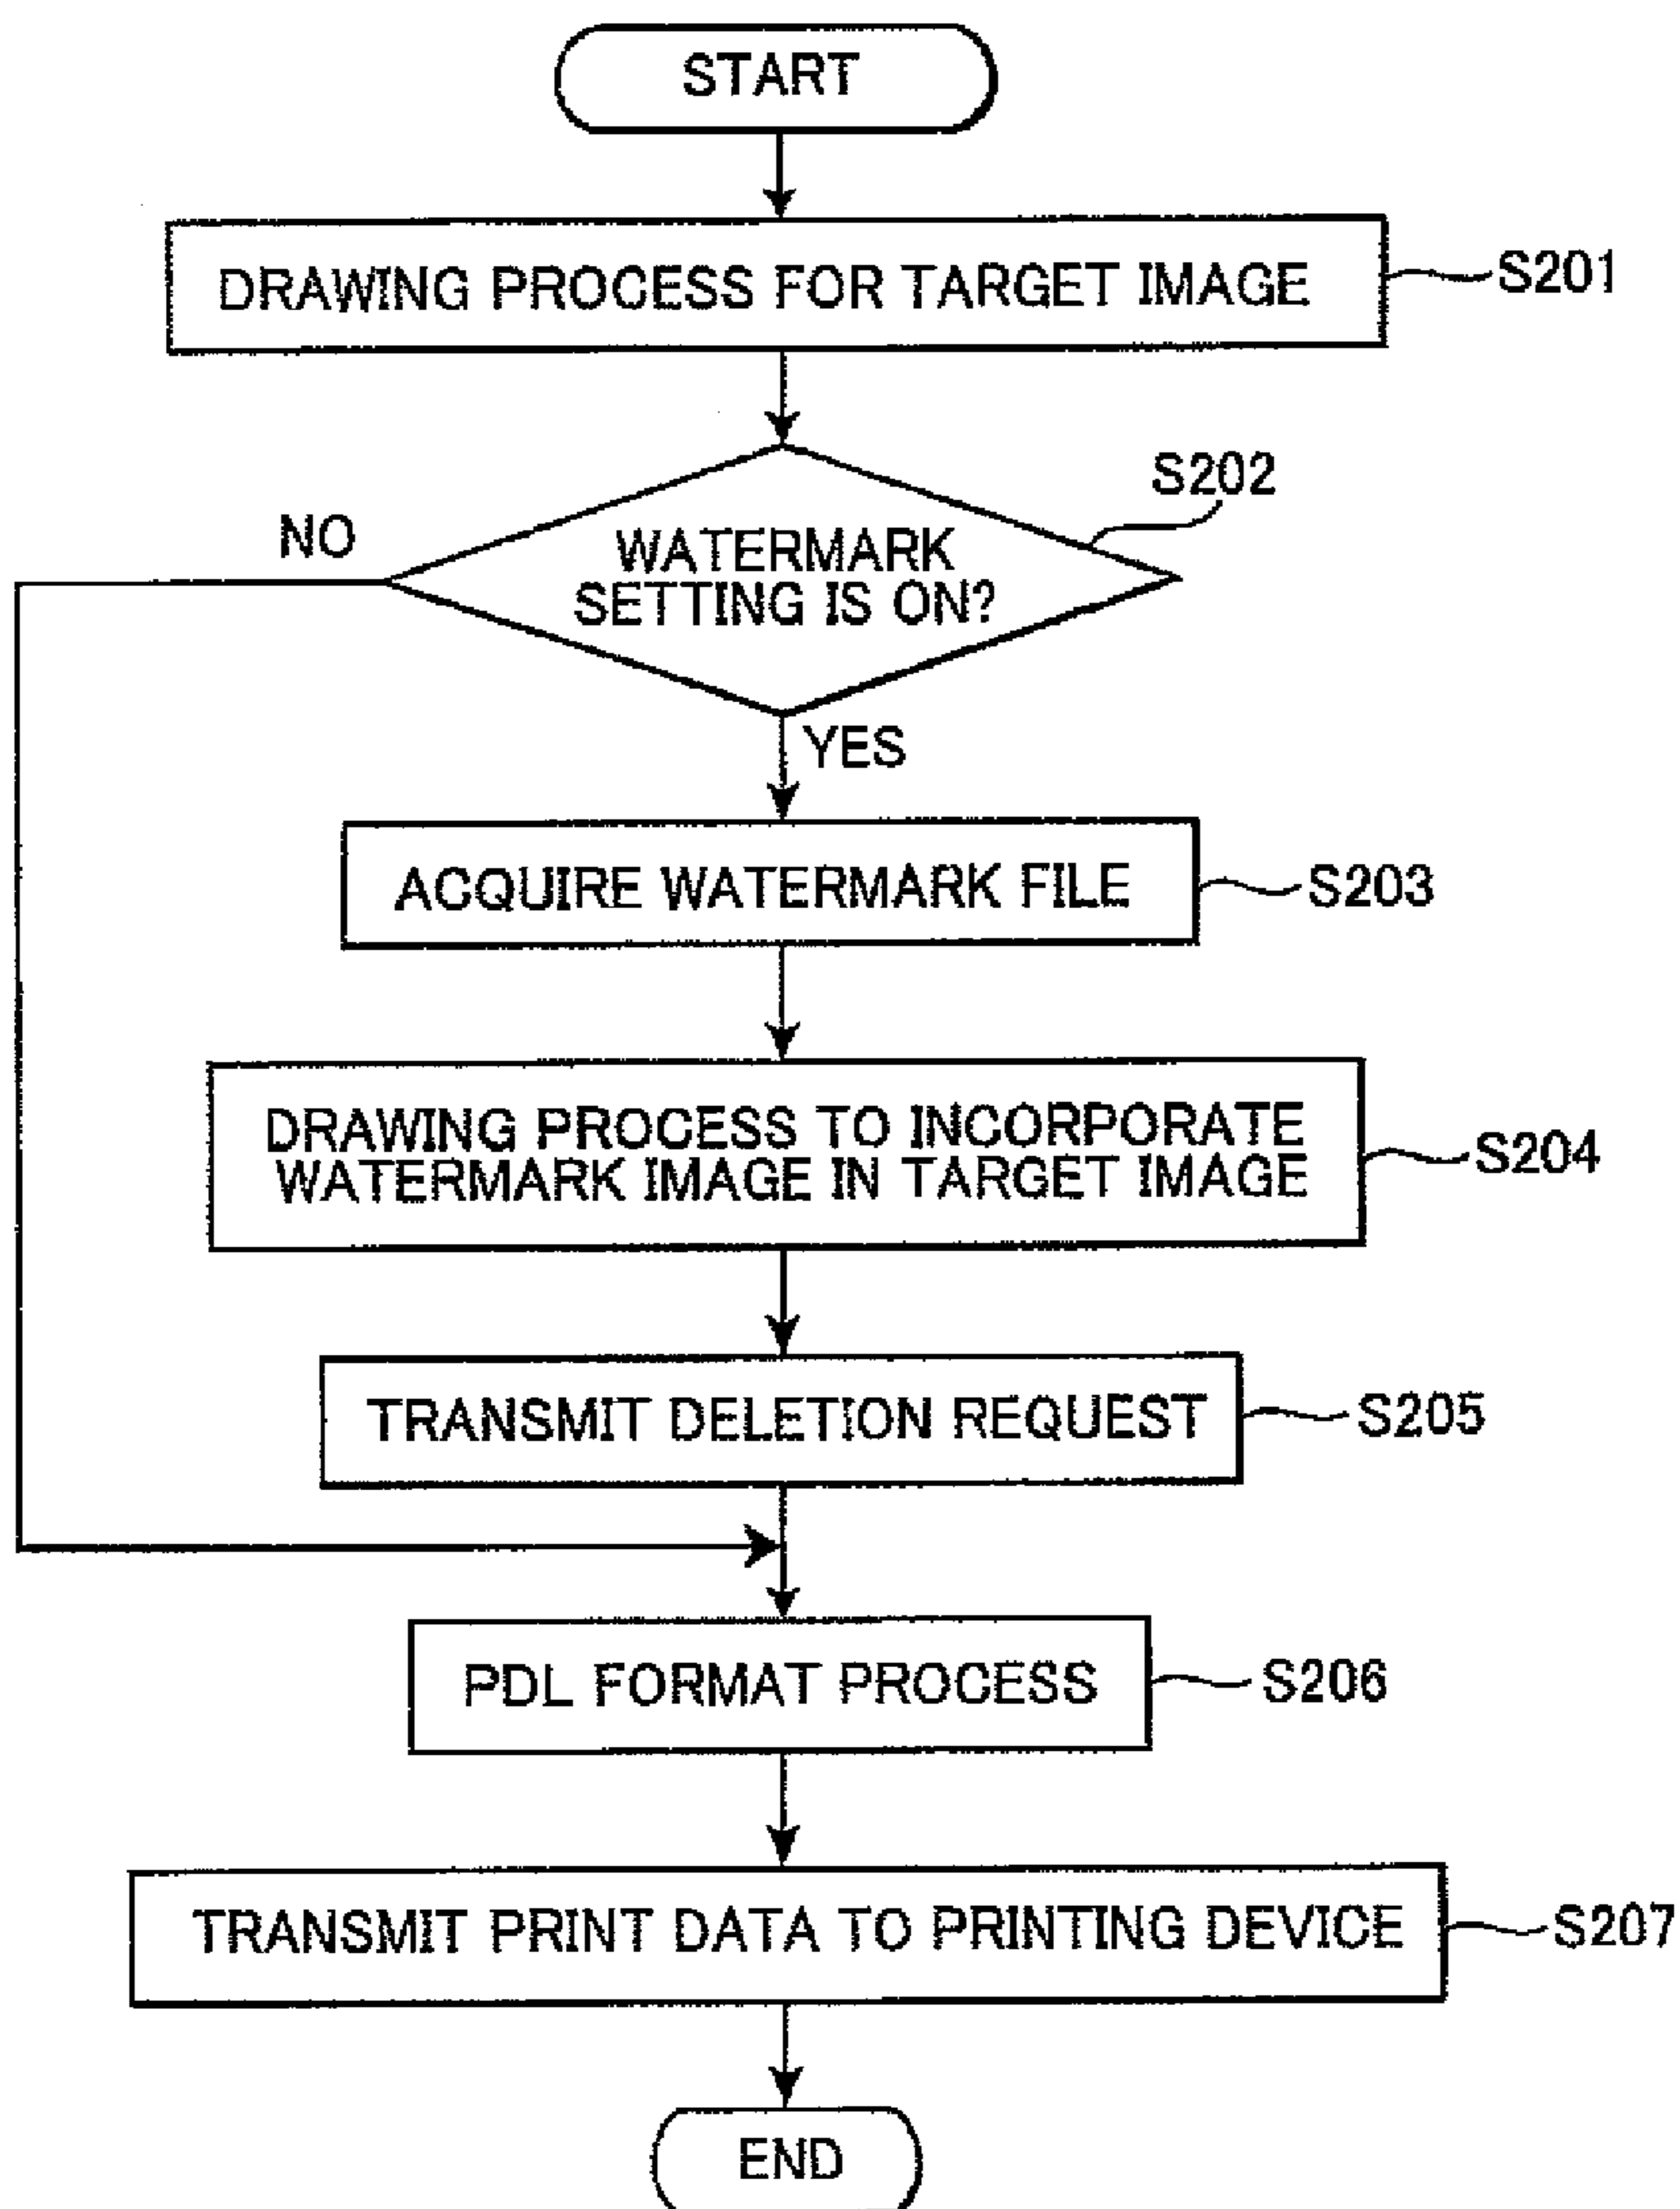 START
DRAWING PROCESS FOR TARGET IMAGE
S201
S202
NO
WATERMARK
SETTING IS ON?
YES
ACQUIRE WATERMARK FILE
S203
DRAWING PROCESS TO INCORPORATE
WATERMARK IMAGE IN TARGET IMAGE
S204
TRANSMIT DELETION REQUEST
S205
PDL FORMAT PROCESS
S206
TRANSMIT PRINT DATA TO PRINTING DEVICE
S207
END